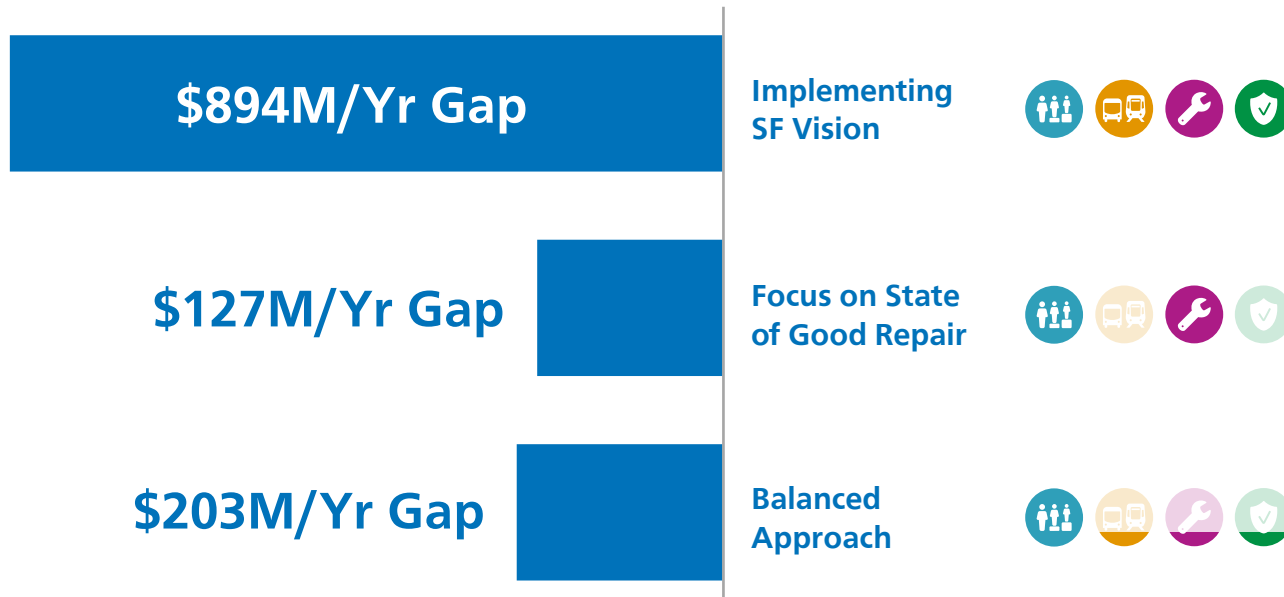 $894M/Yr Gap
Implementing
SF Vision
$127M/Yr Gap
Focus on State
of Good Repair
$203M/Yr Gap
Balanced
Approach